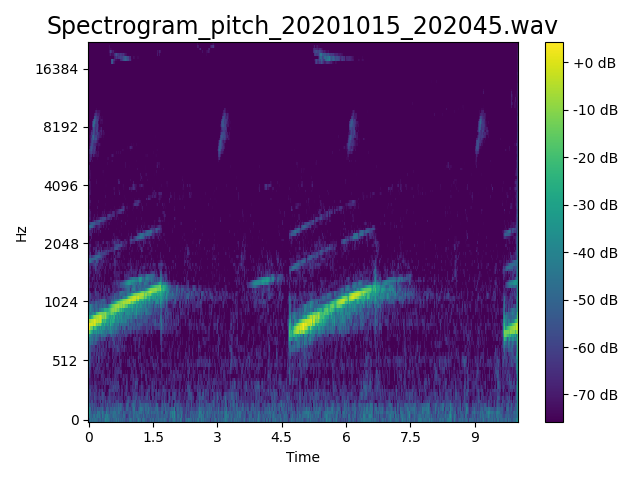 Spectrogram_pitch_20201015_202045.wav
16384
8192
4096
2048
1024
512
0
Hz
0 1.5 3 4.5 6 7.5 9
Time
+0 dB
-10 dB
-20 dB
-30 dB
-40 dB
-50 dB
-60 dB
-70 dB